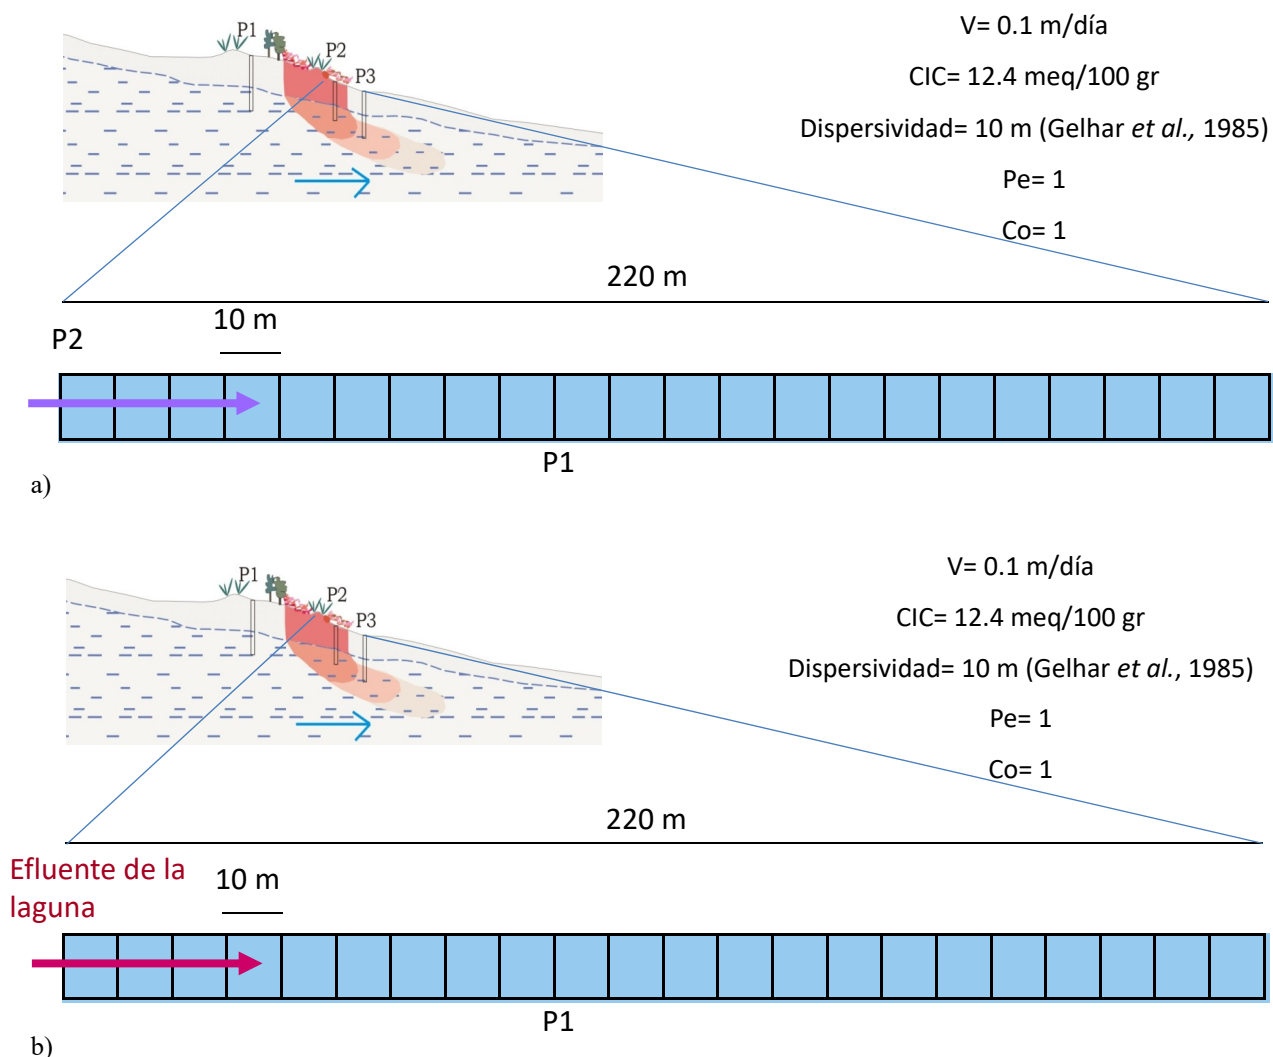 P1
P2
P3
V= 0.1 m/día
CIC= 12.4 meq/100 gr
Dispersividad= 10 m (Gelhar et al., 1985)
Pe= 1
Co= 1
220 m
10 m
P2
P1
a)
P1
P2
P3
V= 0.1 m/día
CIC= 12.4 meq/100 gr
Dispersividad= 10 m (Gelhar et al., 1985)
Pe= 1
Co= 1
220 m
Efluente de la
laguna
10 m
P1
b)